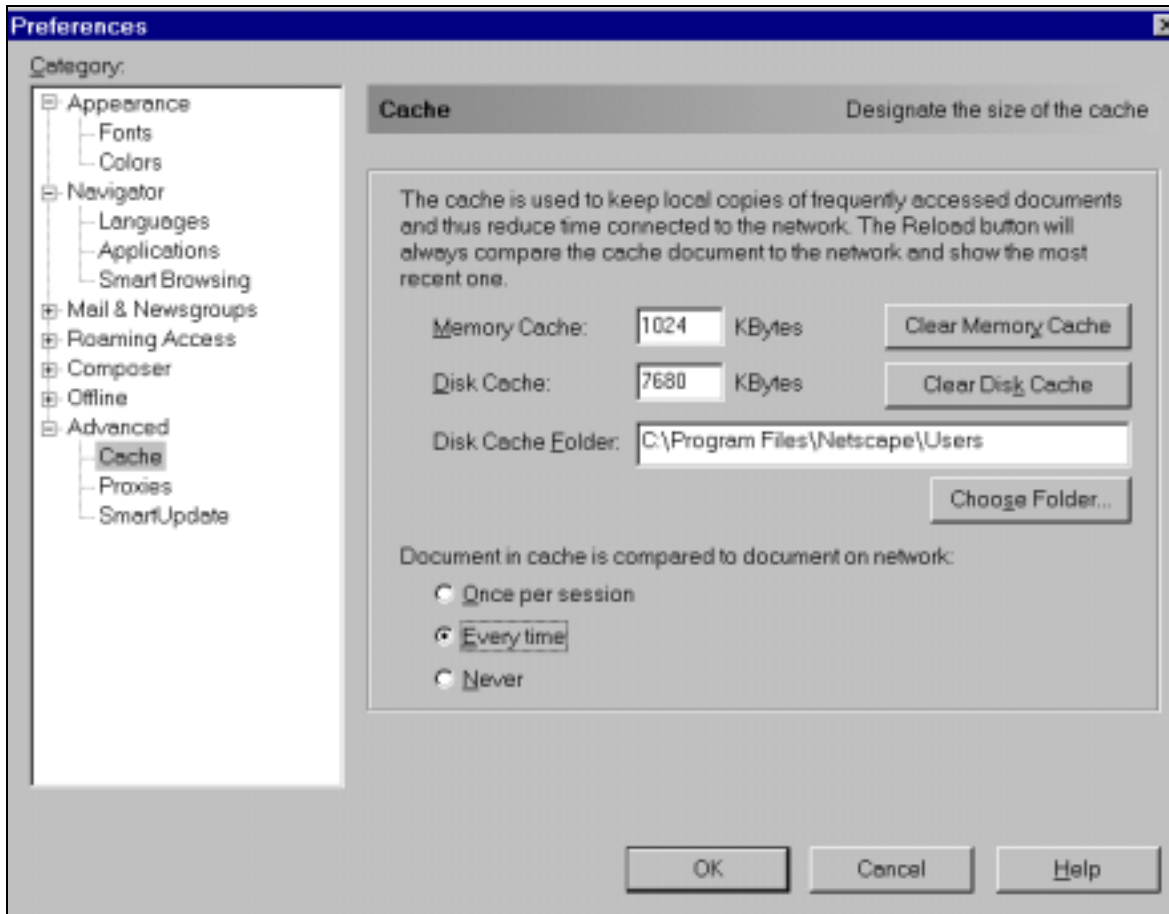 Preferences
Category:
Appearance
Fonts
Colors
Navigator
Languages
Applications
Smart Browsing
Mail & Newsgroups
Roaming Access
Composer
Offline
Advanced
Cache
Proxies
SmartUpdate
Cache Designate the size of the cache
The cache is used to keep local copies of frequently accessed documents
and thus reduce time connected to the network. The Reload button will
always compare the cache document to the network and show the most
recent one.
Memory Cache: 1024 KBytes Clear Memory Cache
Disk Cache: 7680 KBytes Clear Disk Cache
Disk Cache Folder: C:\Program Files\Netscape\Users
Choose Folder...
Document in cache is compared to document on network:
Once per session
Every time
Never
OK Cancel Help